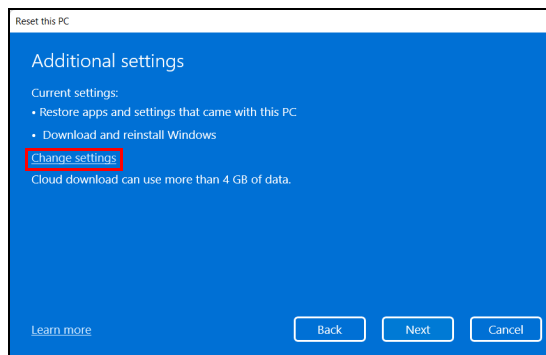 Reset this PC
Additional settings
Current settings:
• Restore apps and settings that came with this PC
• Download and reinstall Windows
Change settings
Cloud download can use more than 4 GB of data.
Learn more
Back
Next
Cancel